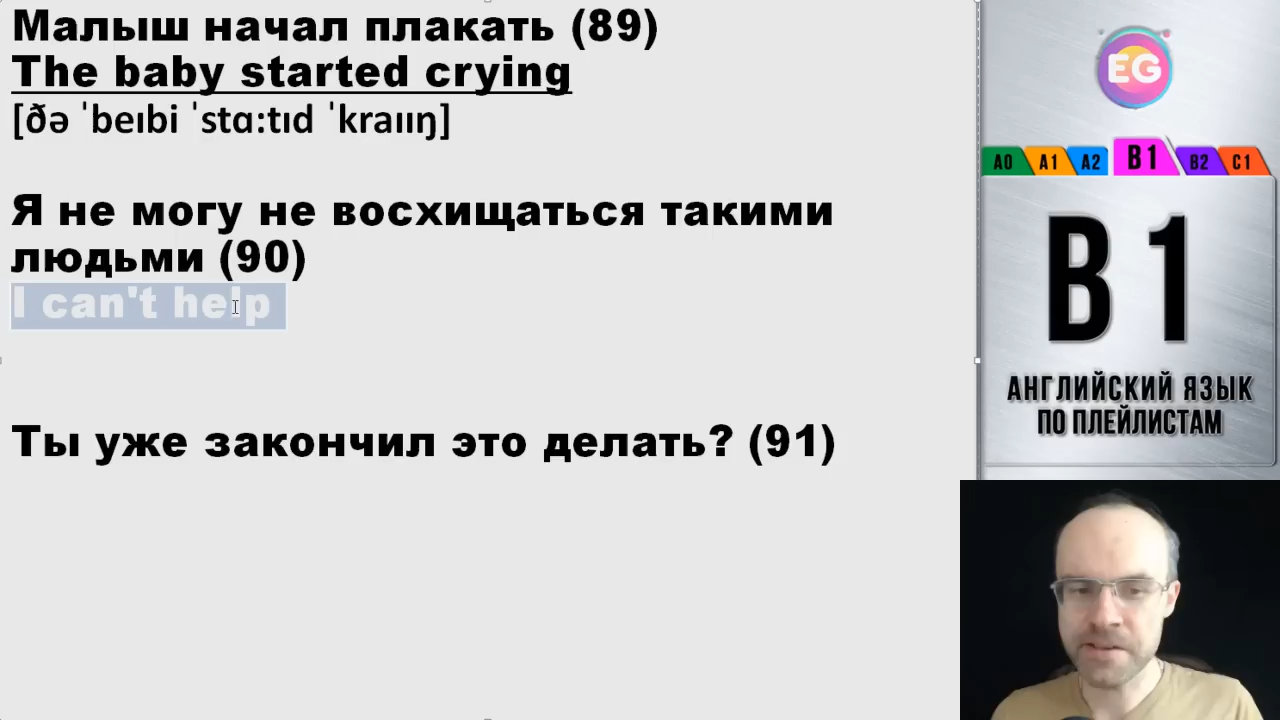 Малыш начал плакать (89)
The baby started crying
[ðə ˈbeɪbi ˈstɑ:tɪd ˈkraɪɪŋ]
Я не могу не восхищаться такими
людьми (90)
I can't help
Ты уже закончил это делать? (91)
EG
A0 A1 A2 B1 B2 C1
B1
АНГЛИЙСКИЙ ЯЗЫК
ПО ПЛЕЙЛИСТАМ